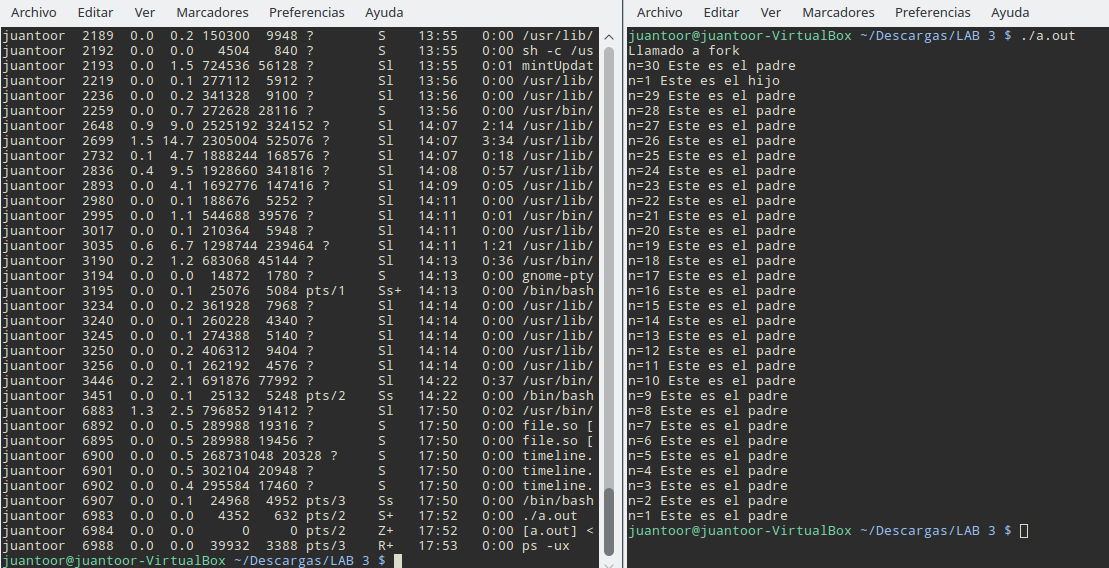 Archivo Editar Ver Marcadores Preferencias Ayuda
juantoor 2189 0.0 0.2 150300 9948 ? S 13:55 0:00 /usr/lib/
juantoor 2192 0.0 0.0 4504 840 ? S 13:55 0:00 sh -c /us
juantoor 2193 0.0 1.5 724536 56128 ? Sl 13:55 0:01 mintUpdat
juantoor 2219 0.0 0.1 277112 5912 ? Sl 13:56 0:00 /usr/lib/
juantoor 2236 0.0 0.2 341328 9100 ? Sl 13:56 0:00 /usr/lib/
juantoor 2259 0.0 0.7 272628 28116 ? S 13:56 0:00 /usr/bin/
juantoor 2648 0.9 9.0 2525192 324152 ? Sl 14:07 2:14 /usr/lib/
juantoor 2699 1.5 14.7 2305004 525076 ? Sl 14:07 3:34 /usr/lib/
juantoor 2732 0.1 4.7 1888244 168576 ? Sl 14:07 0:18 /usr/lib/
juantoor 2836 0.4 9.5 1928660 341816 ? Sl 14:08 0:57 /usr/lib/
juantoor 2893 0.0 4.1 1692776 147416 ? Sl 14:09 0:05 /usr/lib/
juantoor 2980 0.0 0.1 188676 5252 ? Sl 14:11 0:00 /usr/lib/
juantoor 2995 0.0 1.1 544688 39576 ? Sl 14:11 0:01 /usr/bin/
juantoor 3017 0.0 0.1 210364 5948 ? Sl 14:11 0:00 /usr/lib/
juantoor 3035 0.6 6.7 1298744 239464 ? Sl 14:11 1:21 /usr/lib/
juantoor 3190 0.2 1.2 683068 45144 ? Sl 14:13 0:36 /usr/bin/
juantoor 3194 0.0 0.0 14872 1780 ? S 14:13 0:00 gnome-pty
juantoor 3195 0.0 0.1 25076 5084 pts/1 Ss+ 14:13 0:00 /bin/bash
juantoor 3234 0.0 0.2 361928 7968 ? Sl 14:14 0:00 /usr/lib/
juantoor 3240 0.0 0.1 260228 4340 ? Sl 14:14 0:00 /usr/lib/
juantoor 3245 0.0 0.1 274388 5140 ? Sl 14:14 0:00 /usr/lib/
juantoor 3250 0.0 0.2 406312 9404 ? Sl 14:14 0:00 /usr/lib/
juantoor 3256 0.0 0.1 262192 4576 ? Sl 14:14 0:00 /usr/lib/
juantoor 3446 0.2 2.1 691876 77992 ? Sl 14:22 0:37 /usr/bin/
juantoor 3451 0.0 0.1 25132 5248 pts/2 Ss 14:22 0:00 /bin/bash
juantoor 6883 1.3 2.5 796852 91412 ? Sl 17:50 0:02 /usr/bin/
juantoor 6892 0.0 0.5 289988 19316 ? S 17:50 0:00 file.so [
juantoor 6895 0.0 0.5 289988 19456 ? S 17:50 0:00 file.so [
juantoor 6900 0.0 0.5 268731048 20328 ? S 17:50 0:00 timeline.
juantoor 6901 0.0 0.5 302104 20948 ? S 17:50 0:00 timeline.
juantoor 6902 0.0 0.4 295584 17460 ? S 17:50 0:00 timeline.
juantoor 6907 0.0 0.1 24968 4952 pts/3 Ss 17:50 0:00 /bin/bash
juantoor 6983 0.0 0.0 4352 632 pts/2 S+ 17:52 0:00 ./a.out
juantoor 6984 0.0 0.0 0 0 pts/2 Z+ 17:52 0:00 [a.out] <
juantoor 6988 0.0 0.0 39932 3388 pts/3 R+ 17:53 0:00 ps -ux
juantoor@juantoor-VirtualBox ~/Descargas/LAB 3 $
Archivo Editar Ver Marcadores Preferencias Ayuda
juantoor@juantoor-VirtualBox ~/Descargas/LAB 3 $ ./a.out
Llamado a fork
n=30 Este es el padre
n=1 Este es el hijo
n=29 Este es el padre
n=28 Este es el padre
n=27 Este es el padre
n=26 Este es el padre
n=25 Este es el padre
n=24 Este es el padre
n=23 Este es el padre
n=22 Este es el padre
n=21 Este es el padre
n=20 Este es el padre
n=19 Este es el padre
n=18 Este es el padre
n=17 Este es el padre
n=16 Este es el padre
n=15 Este es el padre
n=14 Este es el padre
n=13 Este es el padre
n=12 Este es el padre
n=11 Este es el padre
n=10 Este es el padre
n=9 Este es el padre
n=8 Este es el padre
n=7 Este es el padre
n=6 Este es el padre
n=5 Este es el padre
n=4 Este es el padre
n=3 Este es el padre
n=2 Este es el padre
n=1 Este es el padre
juantoor@juantoor-VirtualBox ~/Descargas/LAB 3 $